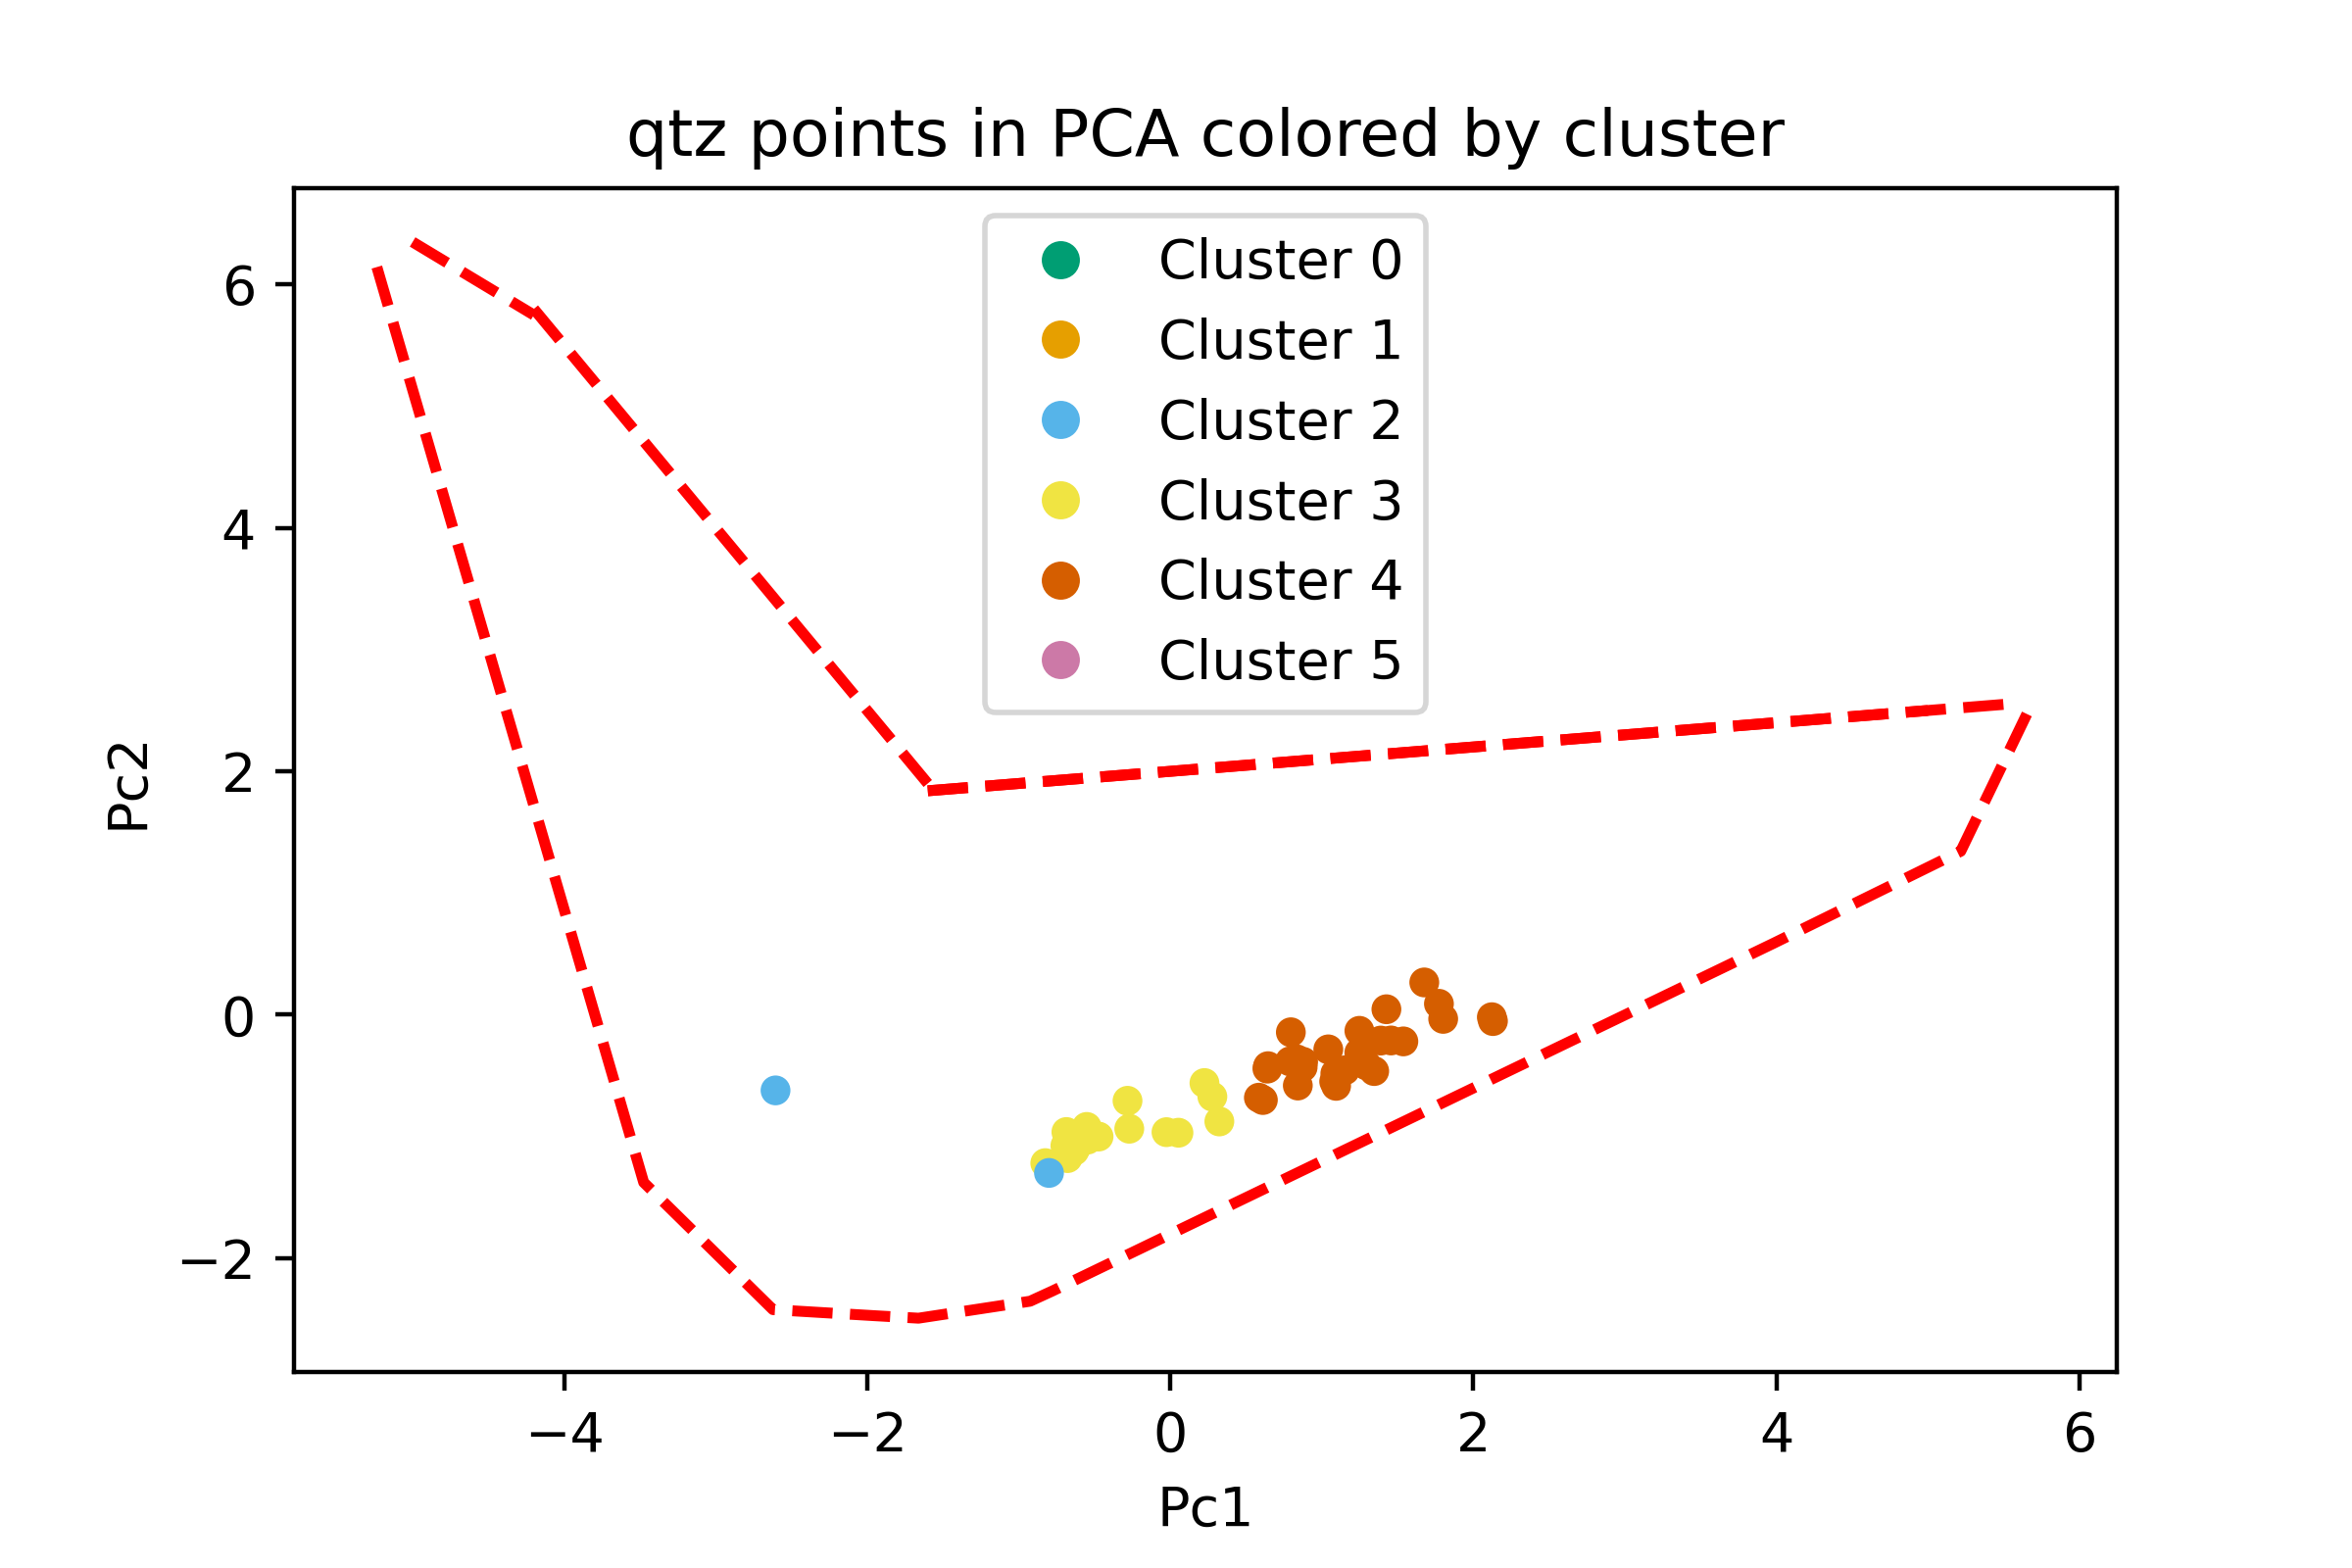 qtz points in PCA colored by cluster
Cluster 0
Cluster 1
Cluster 2
Cluster 3
Cluster 4
Cluster 5
6
4
2
0
−2
Pc2
−4 −2 0 2 4 6
Pc1